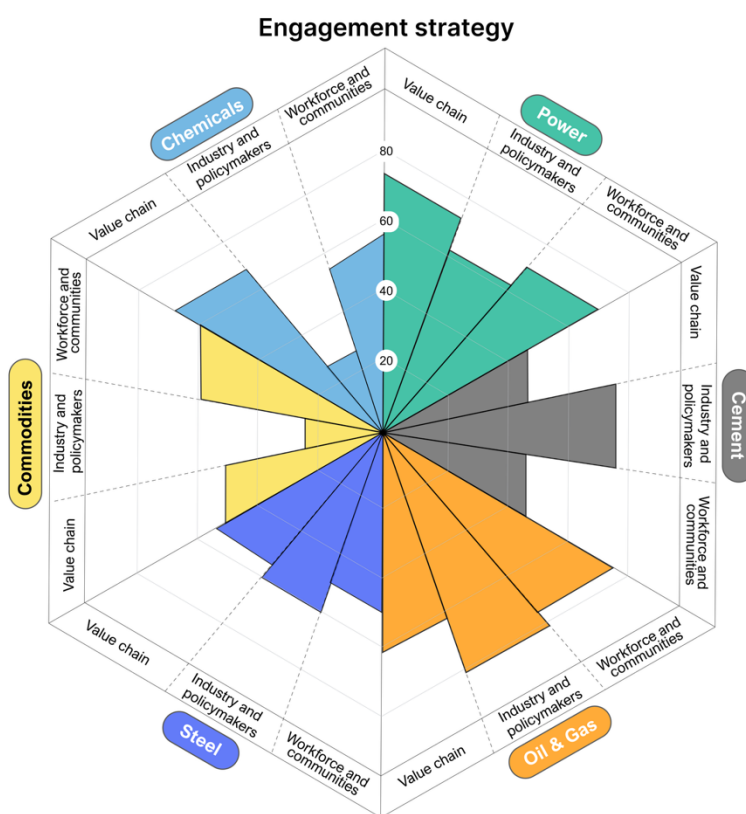 Engagement strategy
Chemicals
Value chain
Industry and
policymakers
Workforce and
communities
Power
Value chain
Industry and
policymakers
Workforce and
communities
Cement
Value chain
Industry and
policymakers
Workforce and
communities
Oil & Gas
Value chain
Industry and
policymakers
Workforce and
communities
Steel
Value chain
Industry and
policymakers
Workforce and
communities
Commodities
Workforce and
communities
Industry and
policymakers
Value chain
80
60
40
20